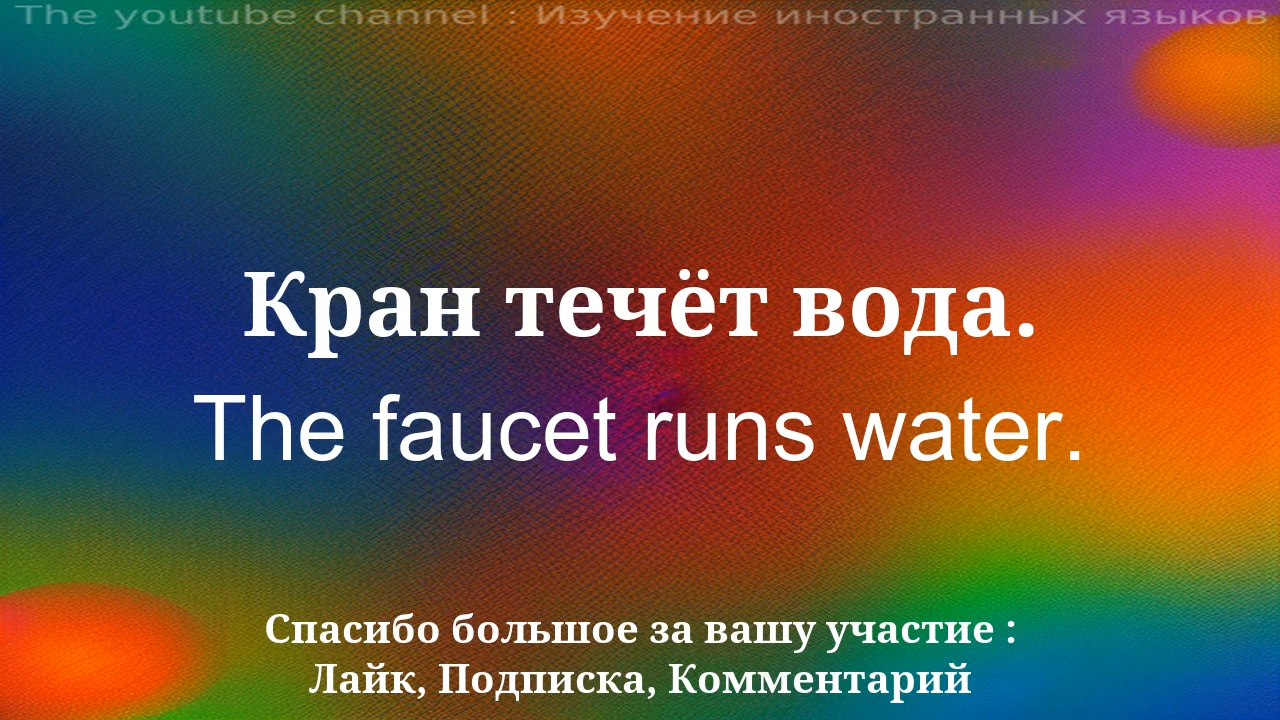 The youtube channel : Изучение иностранных языков
Кран течёт вода.
The faucet runs water.
Спасибо большое за вашу участие :
Лайк, Подписка, Комментарий